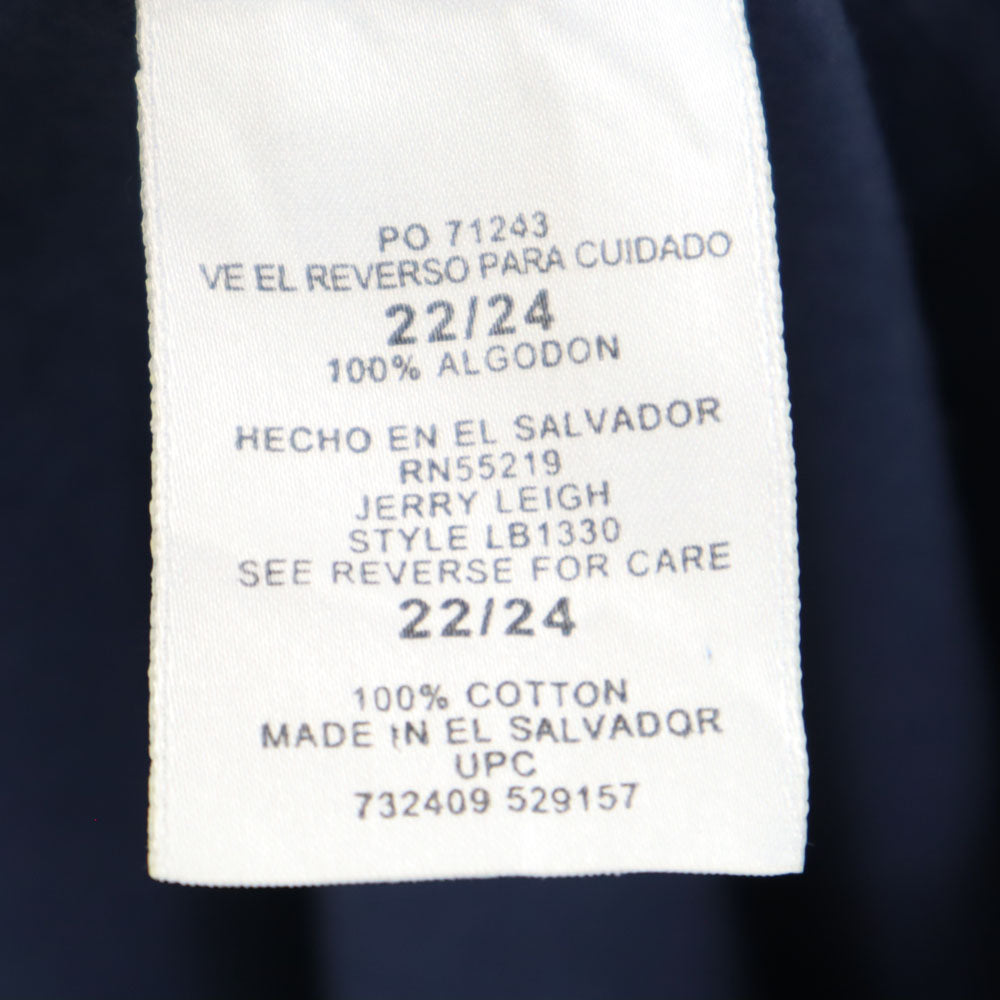 PO 71243
VE EL REVERSO PARA CUIDADO
22/24
100% ALGODON
HECHO EN EL SALVADOR
RN55219
JERRY LEIGH
STYLE LB1330
SEE REVERSE FOR CARE
22/24
100% COTTON
MADE IN EL SALVADOR
UPC
732409 529157